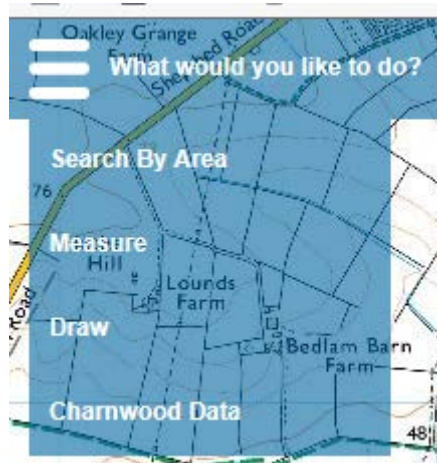 Oakley Grange
Farm
Shepshed Road
What would you like to do?
Search By Area
76
Measure
Hill
Lounds
Farm
Road
Draw
Bedlam Barn
Farm
Charnwood Data
48